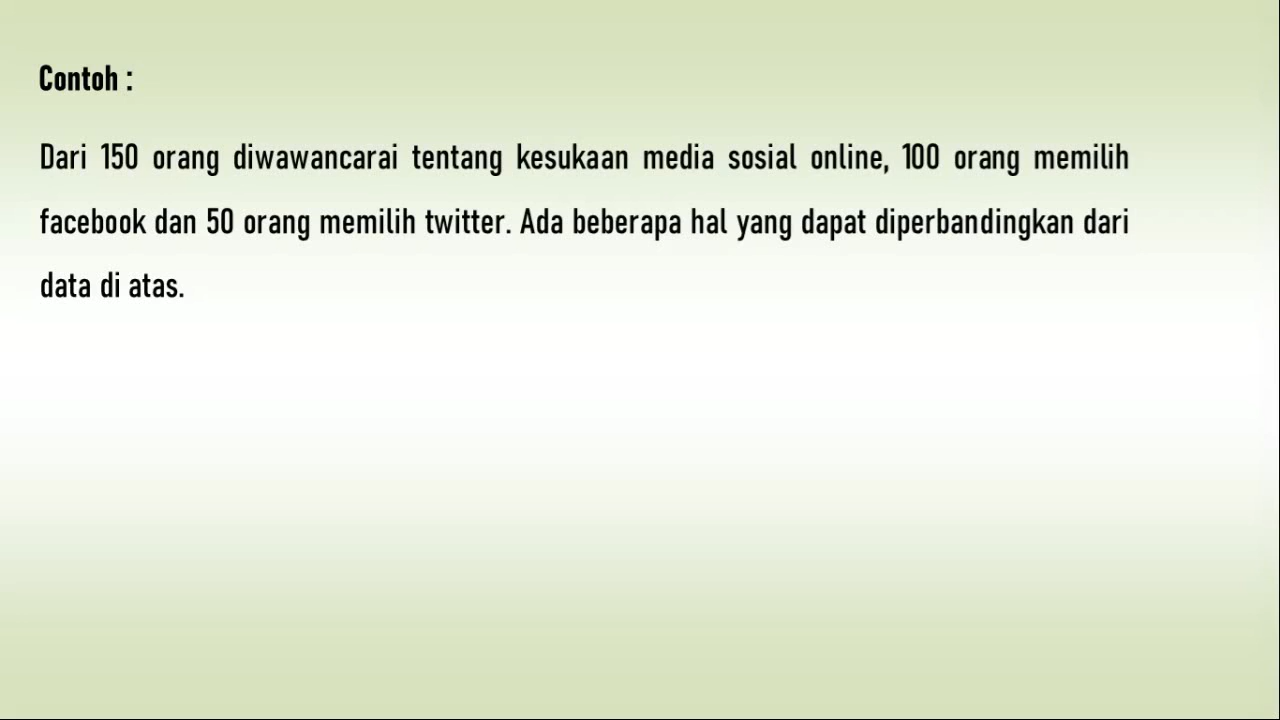 Contoh :
Dari 150 orang diwawancarai tentang kesukaan media sosial online, 100 orang memilih
facebook dan 50 orang memilih twitter. Ada beberapa hal yang dapat diperbandingkan dari
data di atas.